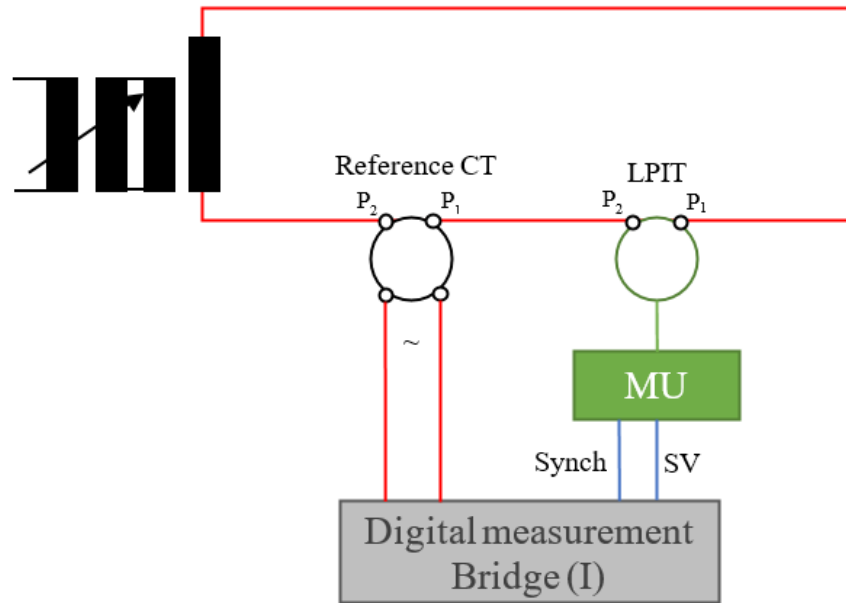 Reference CT
LPIT
P₂
P₁
P₂
P₁
~
MU
Synch
SV
Digital measurement
Bridge (I)